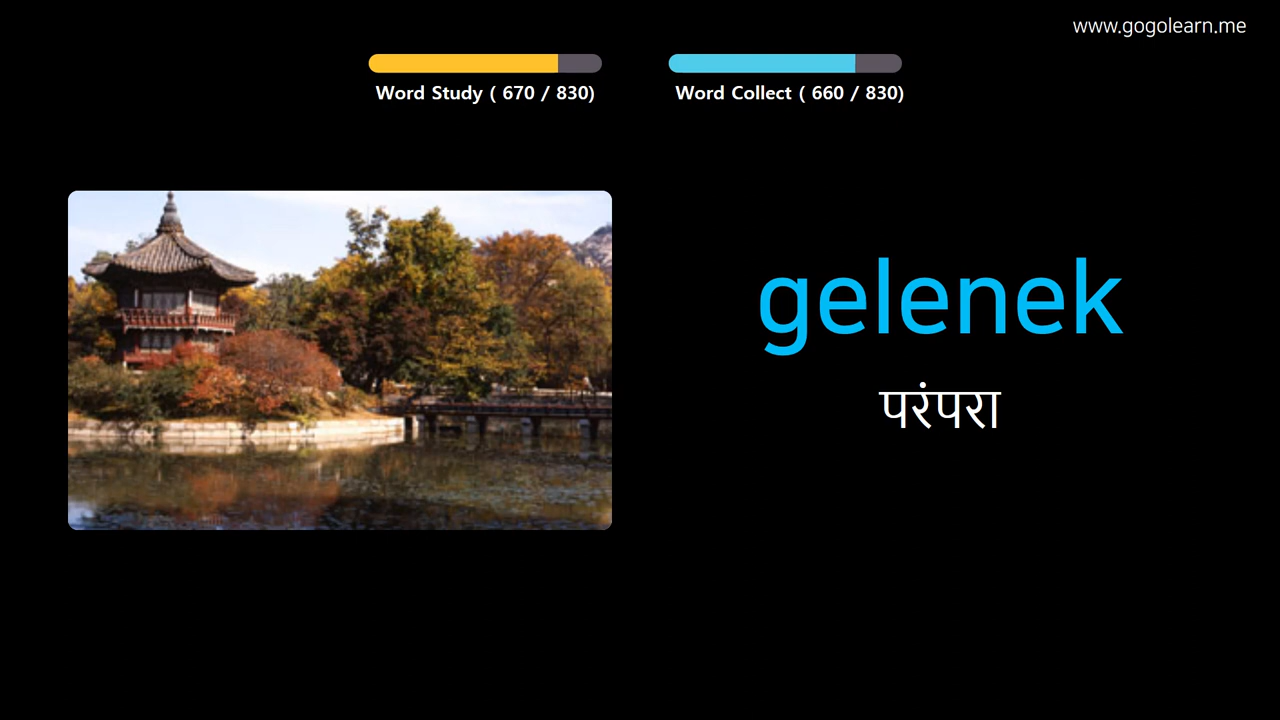 www.gogolearn.me
Word Study ( 670 / 830)
Word Collect ( 660 / 830)
gelenek
परंपरा